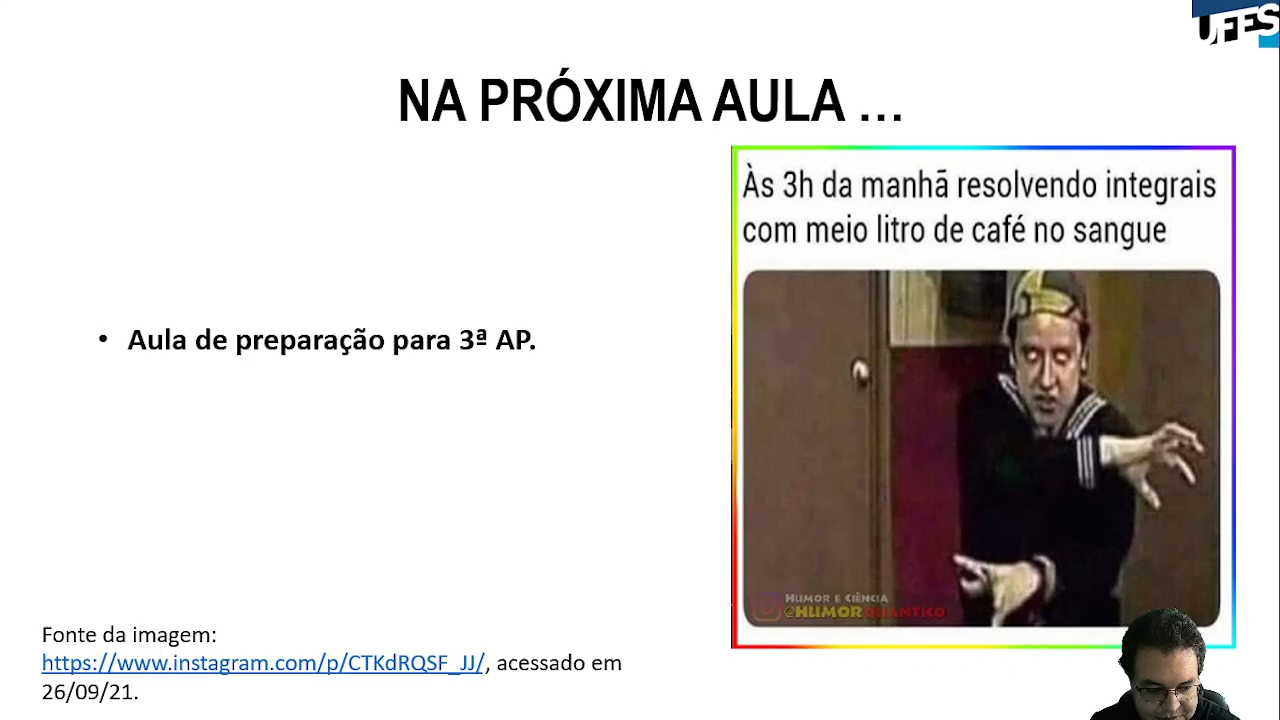 UFES
NA PRÓXIMA AULA ...
Às 3h da manhã resolvendo integrais
com meio litro de café no sangue
• Aula de preparação para 3ª AP.
HUMOR E CIÊNCIA
@HUMORQUANTICO
Fonte da imagem:
https://www.instagram.com/p/CTKdRQSF_JJ/, acessado em
26/09/21.